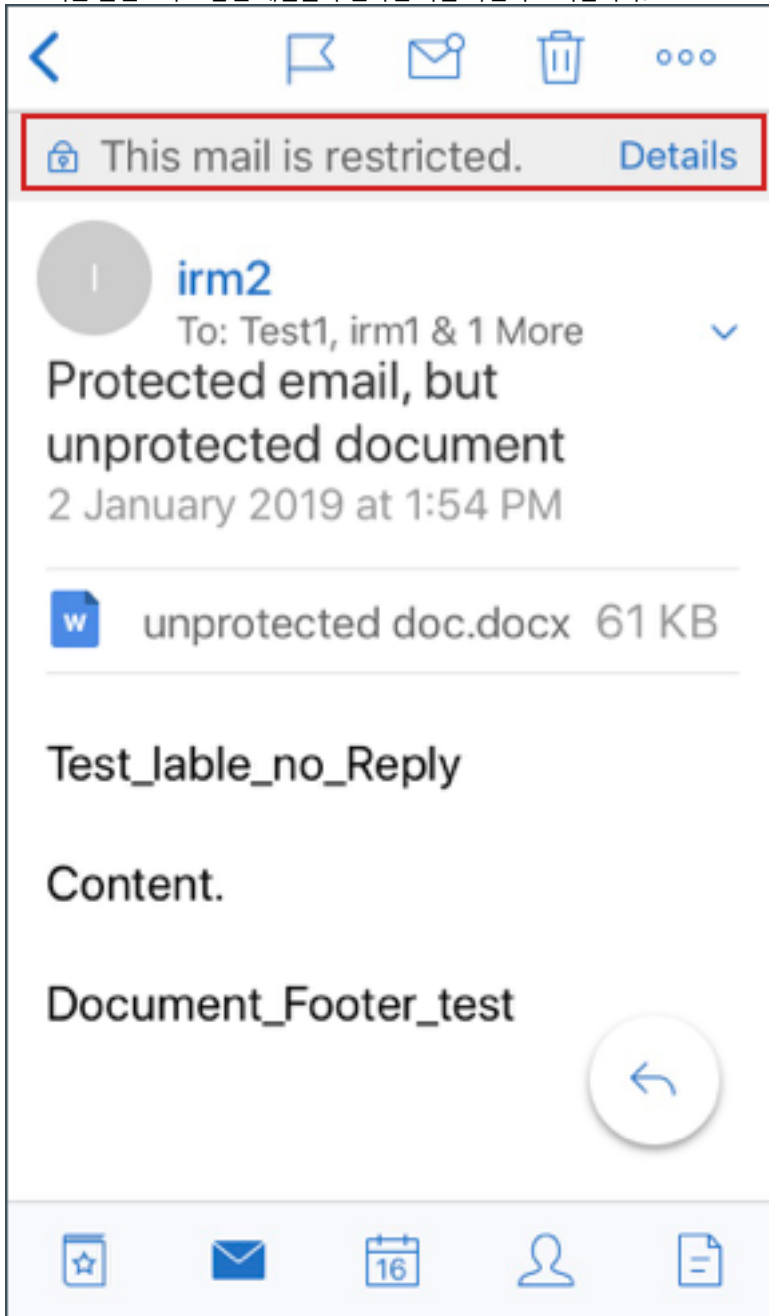 This mail is restricted. Details
I
irm2
To: Test1, irm1 & 1 More
Protected email, but
unprotected document
2 January 2019 at 1:54 PM
W unprotected doc.docx 61 KB
Test_lable_no_Reply
Content.
Document_Footer_test
16